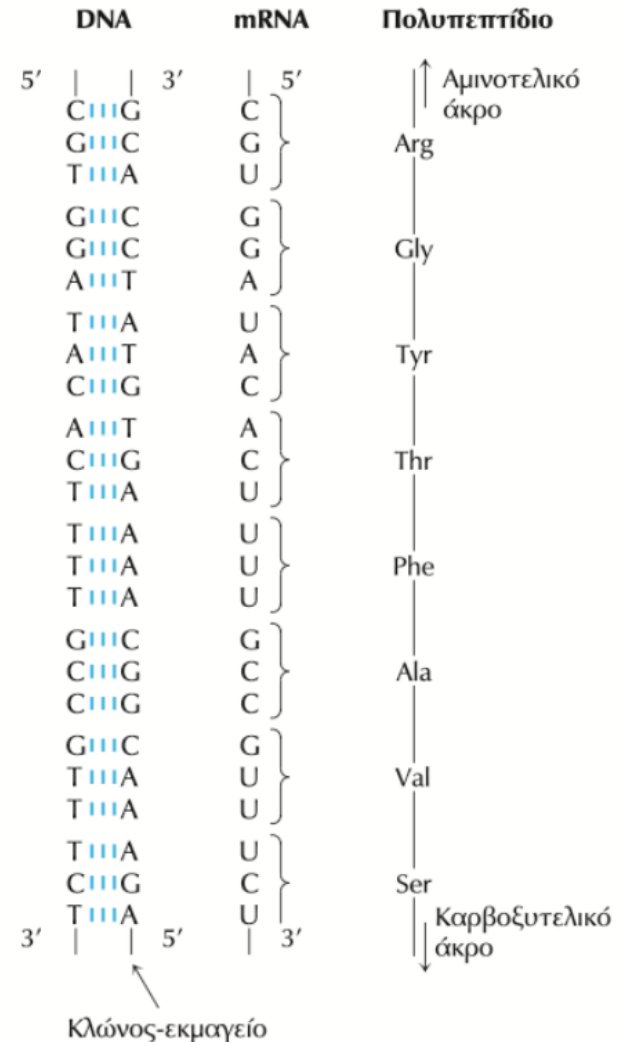 DNA mRNA Πολυπεπτίδιο
5′ 3′ 5′ Αμινοτελικό
C G C άκρο
G C G Arg
T A U
G C G
G C G Gly
A T A
T A U
A T A Tyr
C G C
A T A
C G C Thr
T A U
T A U
T A U Phe
T A U
G C G
C G C Ala
C G C
G C G
T A U Val
T A U
T A U
C G C Ser
T A U Καρβοξυτελικό
3′ 5′ 3′ άκρο
Κλώνος-εκμαγείο